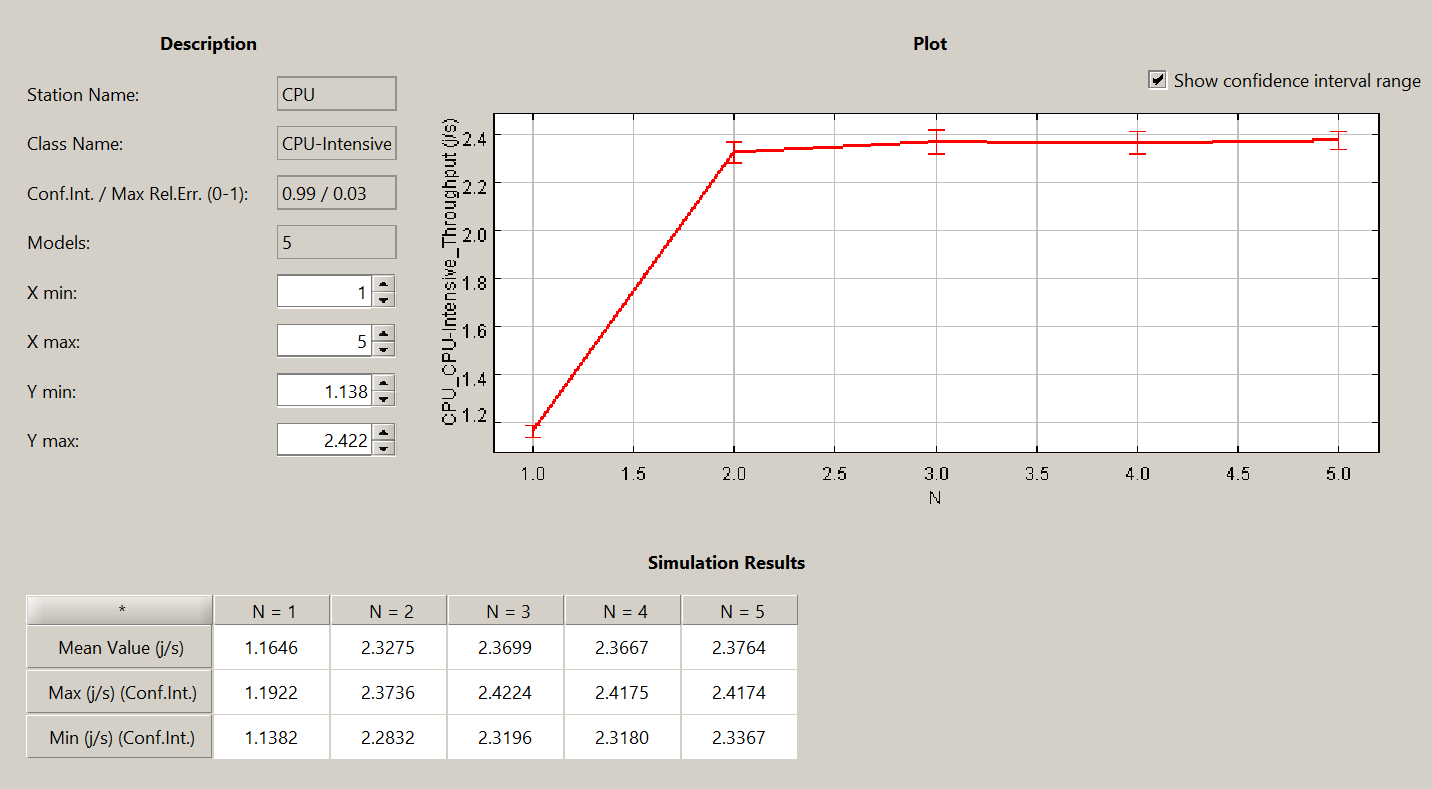 Description
Station Name: CPU
Class Name: CPU-Intensive
Conf.Int. / Max Rel.Err. (0-1): 0.99 / 0.03
Models: 5
X min: 1
X max: 5
Y min: 1.138
Y max: 2.422
Plot
Show confidence interval range
CPU_CPU-Intensive_Throughput (j/s)
2.4
2.2
2.0
1.8
1.6
1.4
1.2
1.0 1.5 2.0 2.5 3.0 3.5 4.0 4.5 5.0
N
Simulation Results
* N = 1 N = 2 N = 3 N = 4 N = 5
Mean Value (j/s) 1.1646 2.3275 2.3699 2.3667 2.3764
Max (j/s) (Conf.Int.) 1.1922 2.3736 2.4224 2.4175 2.4174
Min (j/s) (Conf.Int.) 1.1382 2.2832 2.3196 2.3180 2.3367